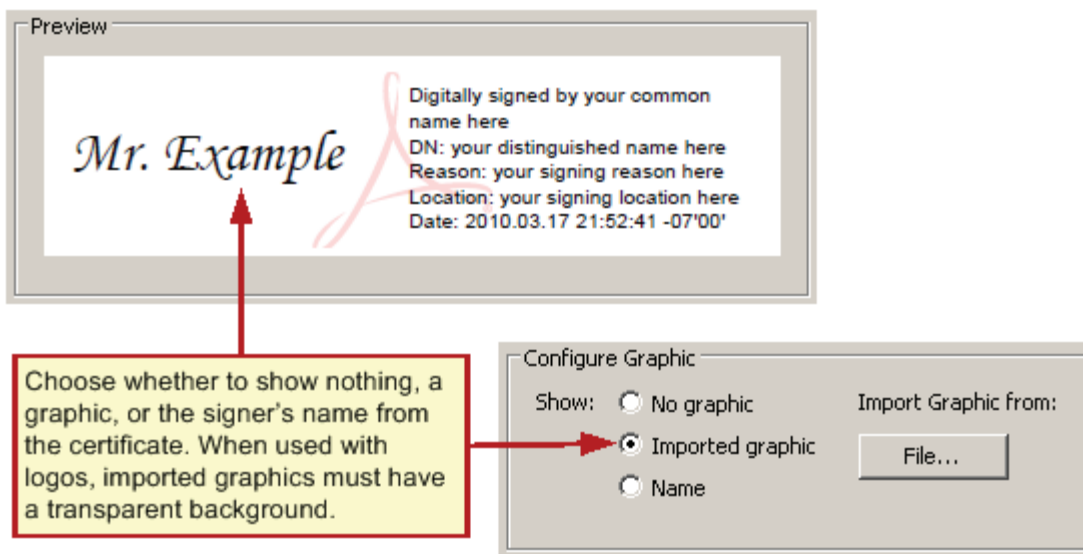 Preview
Mr. Example
Digitally signed by your common
name here
DN: your distinguished name here
Reason: your signing reason here
Location: your signing location here
Date: 2010.03.17 21:52:41 -07'00'
Choose whether to show nothing, a
graphic, or the signer's name from
the certificate. When used with
logos, imported graphics must have
a transparent background.
Configure Graphic
Show:
No graphic
Imported graphic
Name
Import Graphic from:
File...